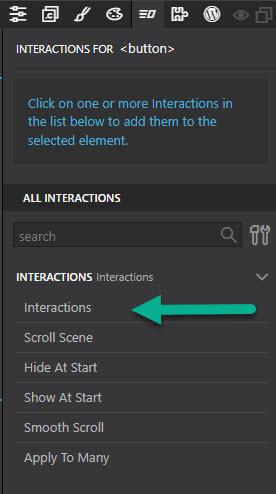 INTERACTIONS FOR <button>
Click on one or more Interactions in
the list below to add them to the
selected element.
ALL INTERACTIONS
search
INTERACTIONS Interactions
Interactions
Scroll Scene
Hide At Start
Show At Start
Smooth Scroll
Apply To Many